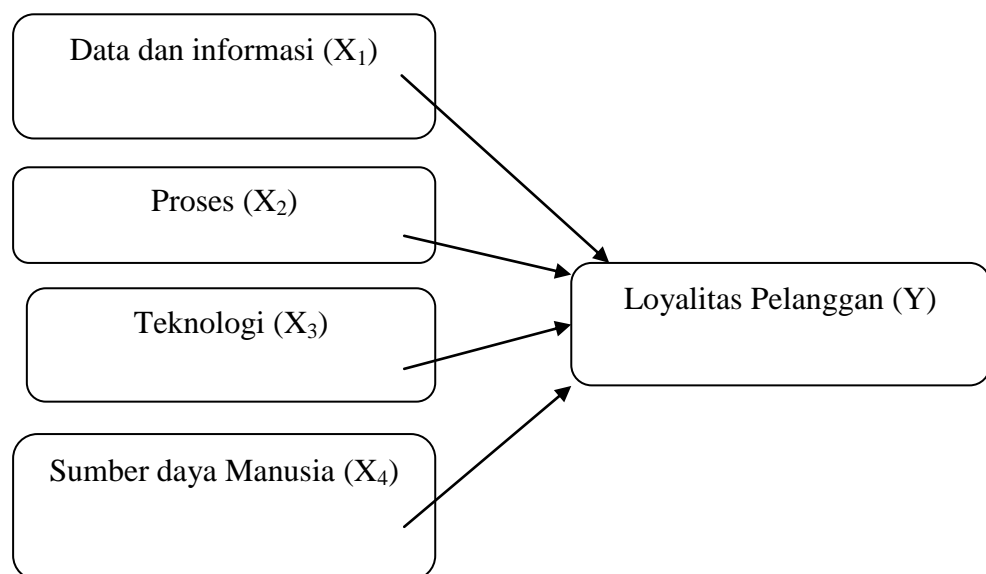 Data dan informasi (X₁)
Proses (X₂)
Teknologi (X₃)
Sumber daya Manusia (X₄)
Loyalitas Pelanggan (Y)